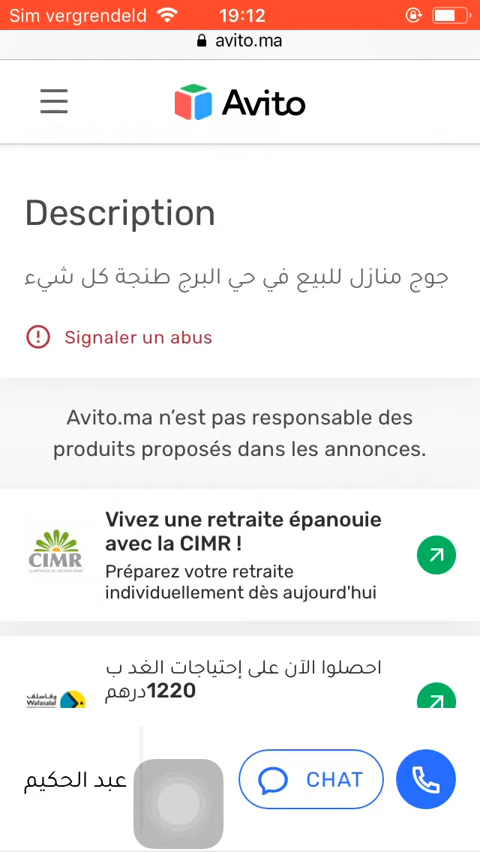 Sim vergrendeld
19:12
avito.ma
Avito
Description
جوج منازل للبيع في حي البرج طنجة كل شيء
Signaler un abus
Avito.ma n’est pas responsable des
produits proposés dans les annonces.
Vivez une retraite épanouie
avec la CIMR !
CIMR
Préparez votre retraite
individuellement dès aujourd'hui
احصلوا الآن على إحتياجات الغد ب
1220درهم
وفاسلف
Wafasalaf
عبد الحكيم
CHAT